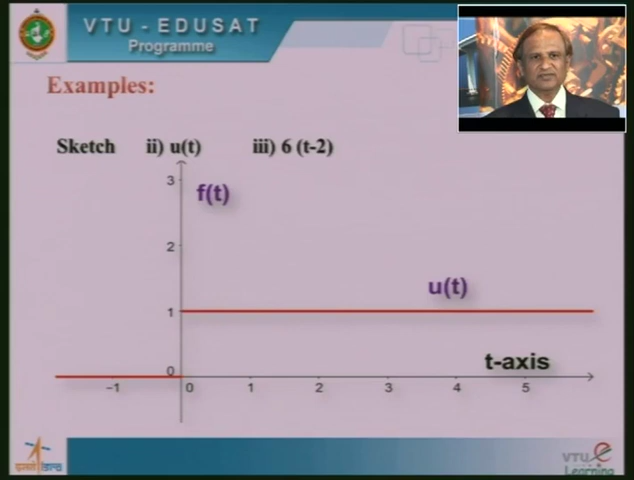 VTU - EDUSAT
Programme
Examples:
Sketch ii) u(t) iii) 6 (t-2)
3
f(t)
2
u(t)
1
t-axis
0
-1 0 1 2 3 4 5
VTU e
Learning